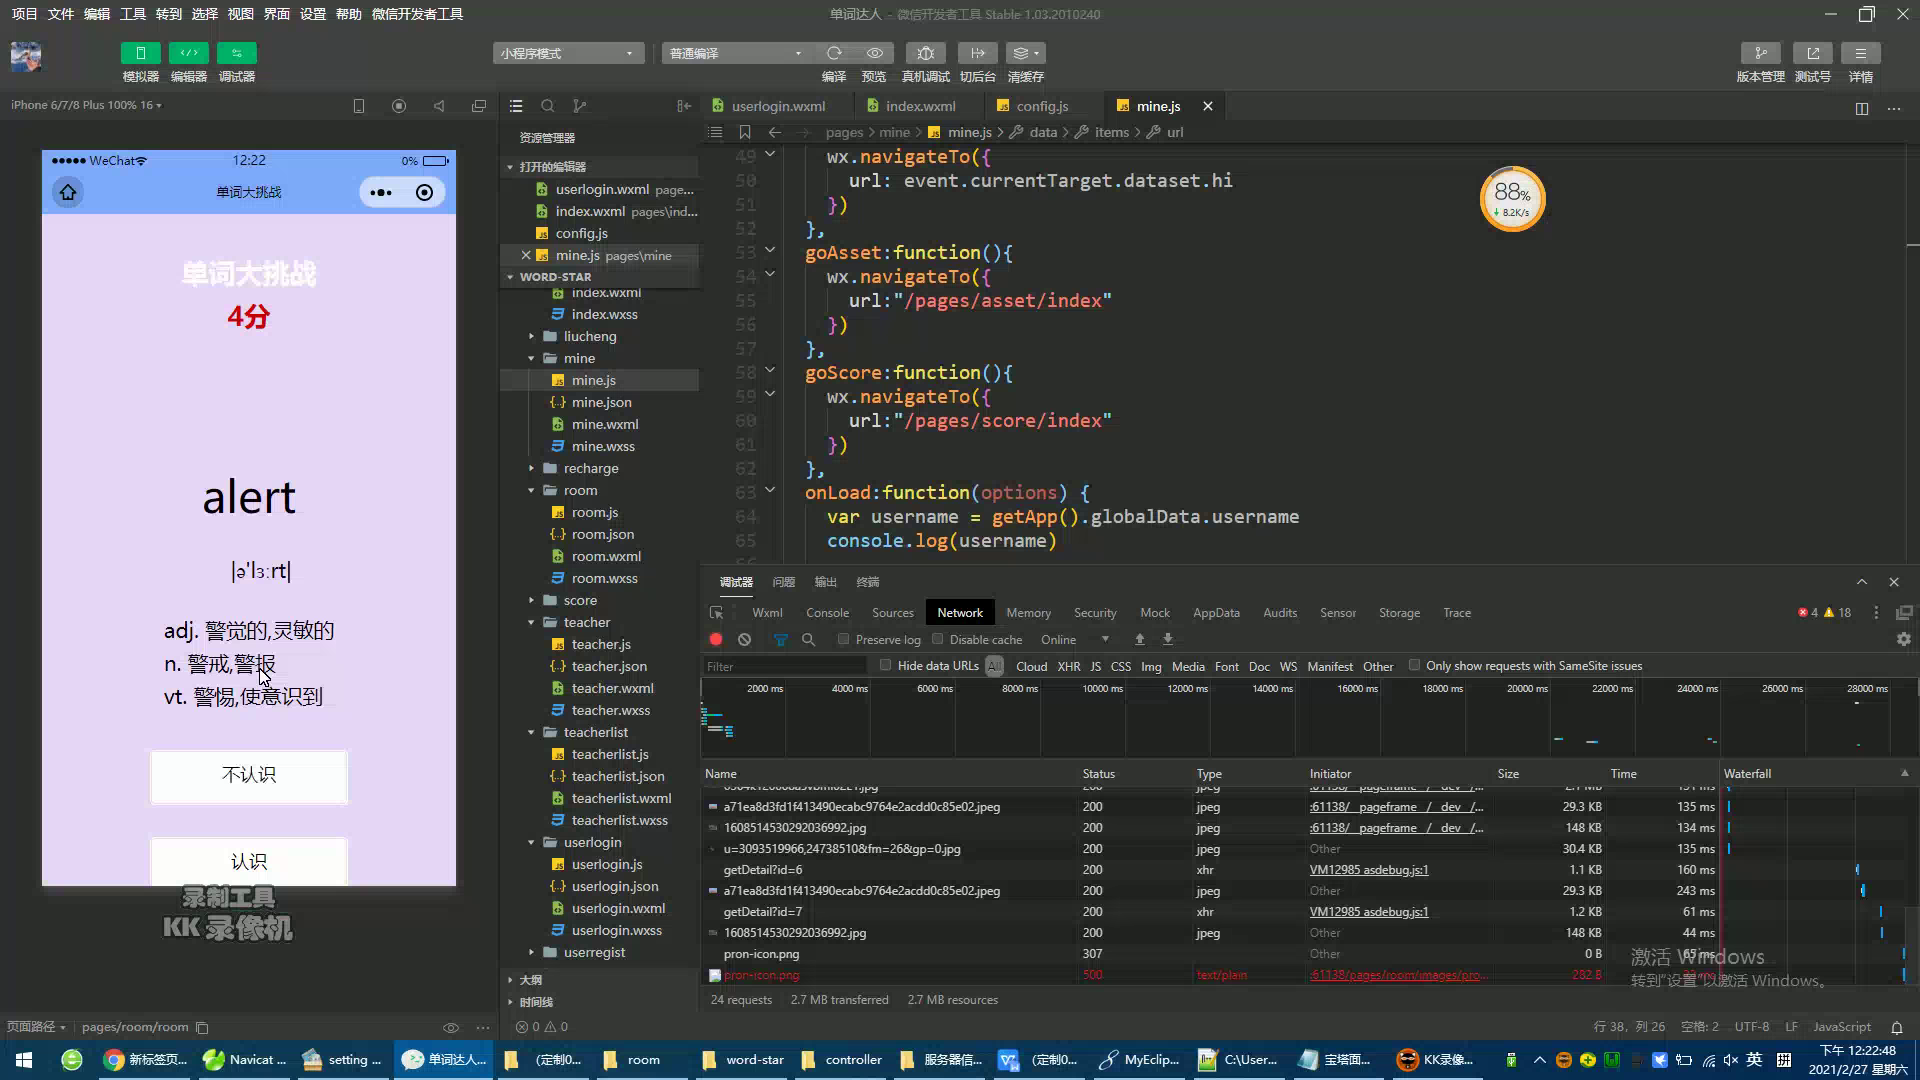 项目 文件 编辑 工具 转到 选择 视图 界面 设置 帮助 微信开发者工具
单词达人 - 微信开发者工具 Stable 1.03.2010240
小程序模式
普通编译
模拟器 编辑器 调试器
编译 预览 真机调试 切后台 清缓存
版本管理 测试号 详情
iPhone 6/7/8 Plus 100% 16
WeChat
12:22
0%
单词大挑战
单词大挑战
4分
alert
|ə'lɜːrt|
adj. 警觉的,灵敏的
n. 警戒,警报
vt. 警惕,使意识到
不认识
认识
录制工具
KK 录像机
页面路径
pages/room/room
资源管理器
打开的编辑器
userlogin.wxml page...
index.wxml pages\ind...
config.js
mine.js pages\mine
WORD-STAR
index.wxml
index.wxss
liucheng
mine
mine.js
mine.json
mine.wxml
mine.wxss
recharge
room
room.js
room.json
room.wxml
room.wxss
score
teacher
teacher.js
teacher.json
teacher.wxml
teacher.wxss
teacherlist
teacherlist.js
teacherlist.json
teacherlist.wxml
teacherlist.wxss
userlogin
userlogin.js
userlogin.json
userlogin.wxml
userlogin.wxss
userregist
大纲
时间线
0 0
userlogin.wxml index.wxml config.js mine.js
pages > mine > mine.js > data > items > url
49 wx.navigateTo({
50 url: event.currentTarget.dataset.hi
51 })
52 },
53 goAsset:function(){
54 wx.navigateTo({
55 url:"/pages/asset/index"
56 })
57 },
58 goScore:function(){
59 wx.navigateTo({
60 url:"/pages/score/index"
61 })
62 },
63 onLoad:function(options) {
64 var username = getApp().globalData.username
65 console.log(username)
88%
8.2K/s
调试器 问题 输出 终端
Wxml Console Sources Network Memory Security Mock AppData Audits Sensor Storage Trace
4 18
Preserve log Disable cache Online
Filter
Hide data URLs All Cloud XHR JS CSS Img Media Font Doc WS Manifest Other Only show requests with SameSite issues
2000 ms 4000 ms 6000 ms 8000 ms 10000 ms 12000 ms 14000 ms 16000 ms 18000 ms 20000 ms 22000 ms 24000 ms 26000 ms 28000 ms
Name Status Type Initiator Size Time Waterfall
a71ea8d3fd1f413490ecabc9764e2acdd0c85e02.jpeg 200 jpeg :61138/__pageframe__/__dev__/... 29.3 KB 135 ms
1608514530292036992.jpg 200 jpeg :61138/__pageframe__/__dev__/... 148 KB 134 ms
u=3093519966,24738510&fm=26&gp=0.jpg 200 jpeg Other 30.4 KB 135 ms
getDetail?id=6 200 xhr VM12985 asdebug.js:1 1.1 KB 160 ms
a71ea8d3fd1f413490ecabc9764e2acdd0c85e02.jpeg 200 jpeg Other 29.3 KB 243 ms
getDetail?id=7 200 xhr VM12985 asdebug.js:1 1.2 KB 61 ms
1608514530292036992.jpg 200 jpeg Other 148 KB 44 ms
pron-icon.png 307 Other 0 B 65 ms
pron-icon.png 500 text/plain :61138/pages/room/images/pro... 282 B
激活 Windows
转到"设置"以激活 Windows。
24 requests 2.7 MB transferred 2.7 MB resources
行 38，列 26 空格: 2 UTF-8 LF JavaScript
新标签页... Navicat ... setting ... 单词达人... (定制0... room word-star controller 服务器信... (定制0... MyEclip... C:\User... 宝塔面... KK录像...
英 拼
下午 12:22:48
2021/2/27 星期六